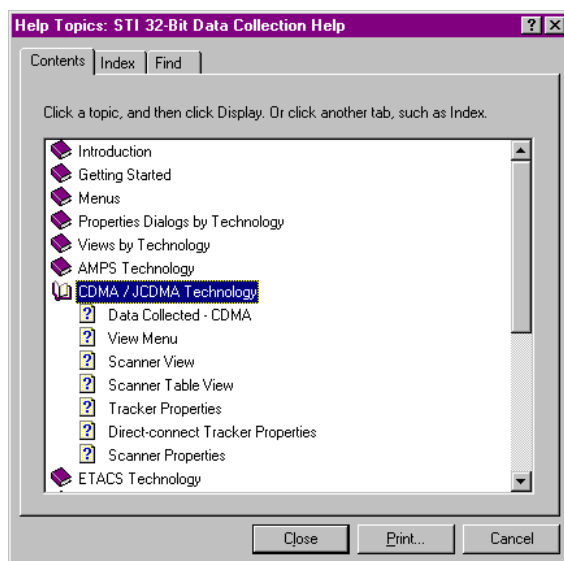 Help Topics: STI 32-Bit Data Collection Help
Contents Index Find
Click a topic, and then click Display. Or click another tab, such as Index.
Introduction
Getting Started
Menus
Properties Dialogs by Technology
Views by Technology
AMPS Technology
CDMA / JCDMA Technology
Data Collected - CDMA
View Menu
Scanner View
Scanner Table View
Tracker Properties
Direct-connect Tracker Properties
Scanner Properties
ETACS Technology
Close Print... Cancel